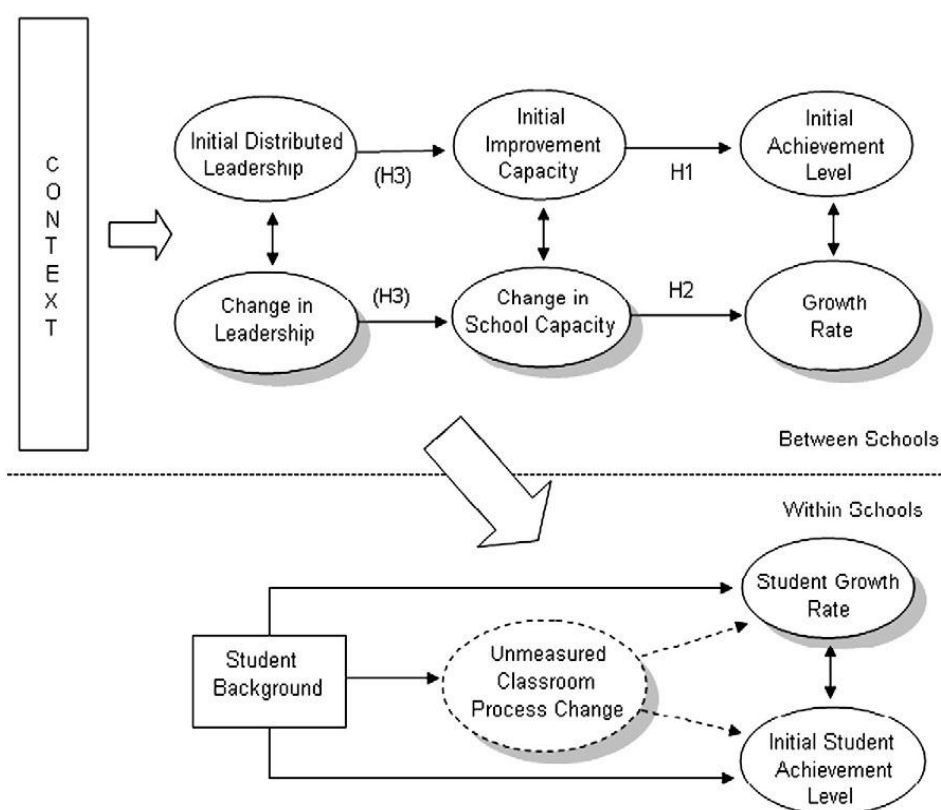 CONTEXT
Initial Distributed
Leadership
(H3)
Initial
Improvement
Capacity
H1
Initial
Achievement
Level
Change in
Leadership
(H3)
Change in
School Capacity
H2
Growth
Rate
Between Schools
Within Schools
Student Growth
Rate
Student
Background
Unmeasured
Classroom
Process Change
Initial Student
Achievement
Level